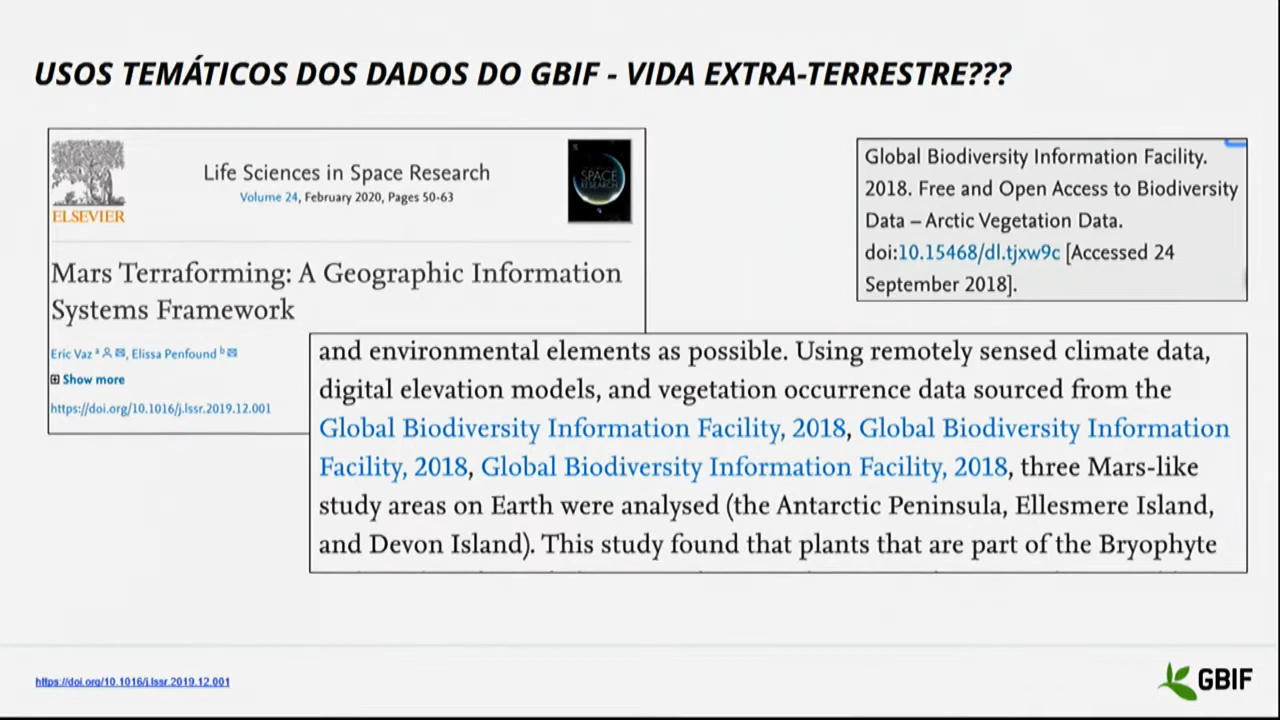 USOS TEMÁTICOS DOS DADOS DO GBIF - VIDA EXTRA-TERRESTRE???
ELSEVIER
Life Sciences in Space Research
Volume 24, February 2020, Pages 50-63
SPACE
RESEARCH
Mars Terraforming: A Geographic Information
Systems Framework
Eric Vaz a, Elissa Penfound b
Show more
https://doi.org/10.1016/j.lssr.2019.12.001
Global Biodiversity Information Facility.
2018. Free and Open Access to Biodiversity
Data – Arctic Vegetation Data.
doi:10.15468/dl.tjxw9c [Accessed 24
September 2018].
and environmental elements as possible. Using remotely sensed climate data,
digital elevation models, and vegetation occurrence data sourced from the
Global Biodiversity Information Facility, 2018, Global Biodiversity Information
Facility, 2018, Global Biodiversity Information Facility, 2018, three Mars-like
study areas on Earth were analysed (the Antarctic Peninsula, Ellesmere Island,
and Devon Island). This study found that plants that are part of the Bryophyte
https://doi.org/10.1016/j.lssr.2019.12.001
GBIF